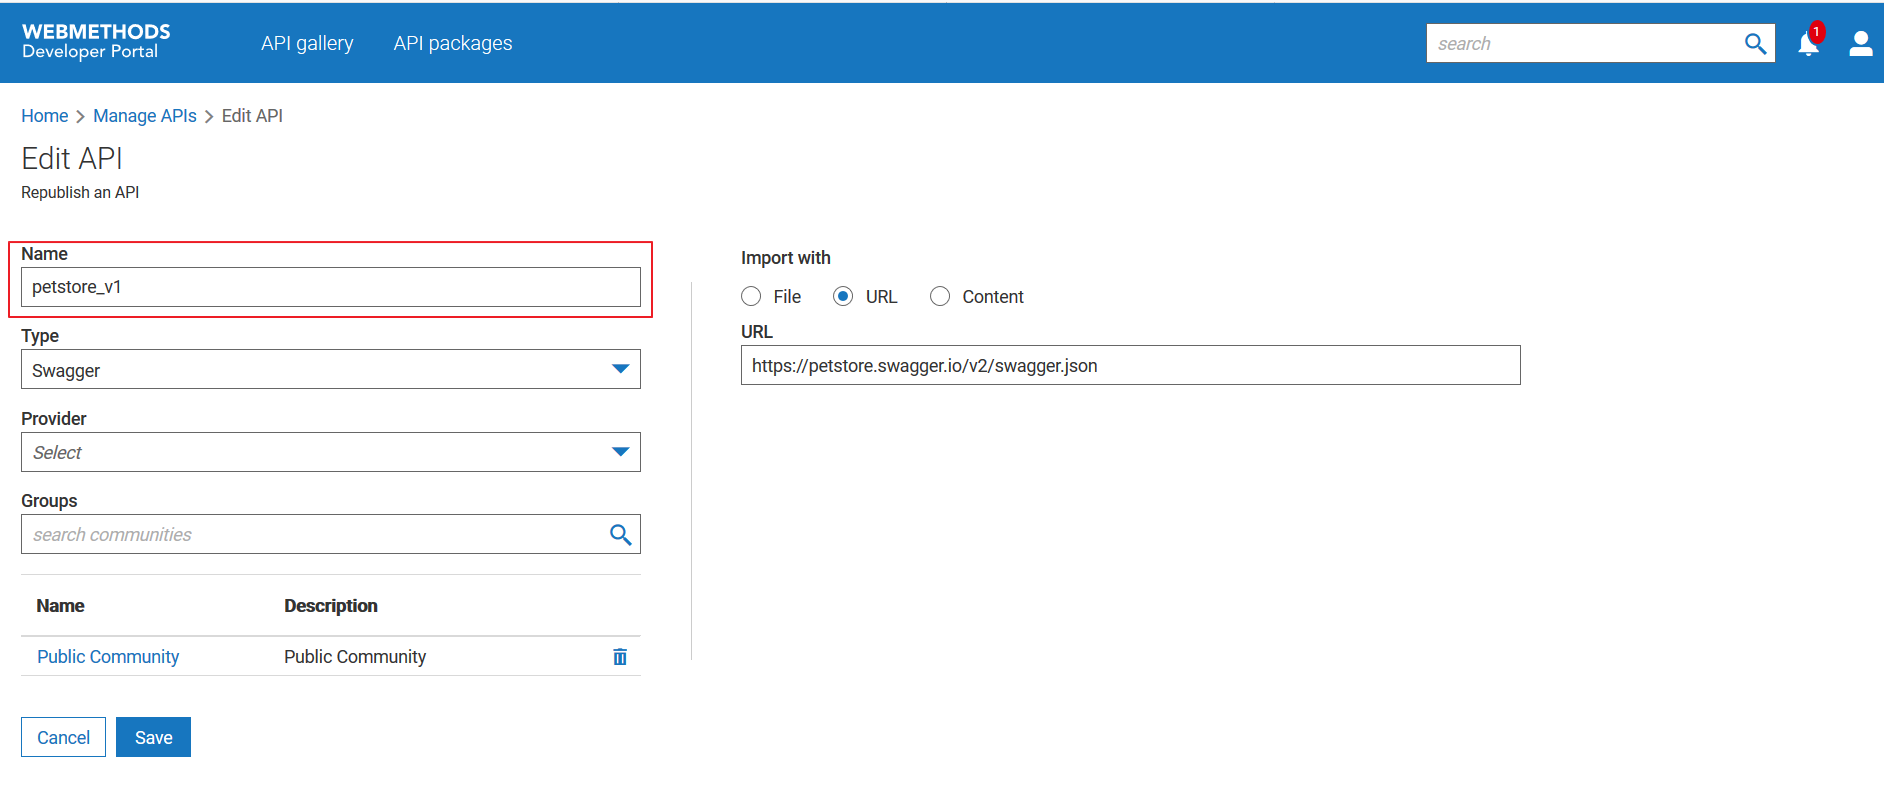 WEBMETHODS
Developer Portal
API gallery
API packages
search
1
Home > Manage APIs > Edit API
Edit API
Republish an API
Name
petstore_v1
Type
Swagger
Provider
Select
Groups
search communities
Name Description
Public Community Public Community
Cancel Save
Import with
File URL Content
URL
https://petstore.swagger.io/v2/swagger.json